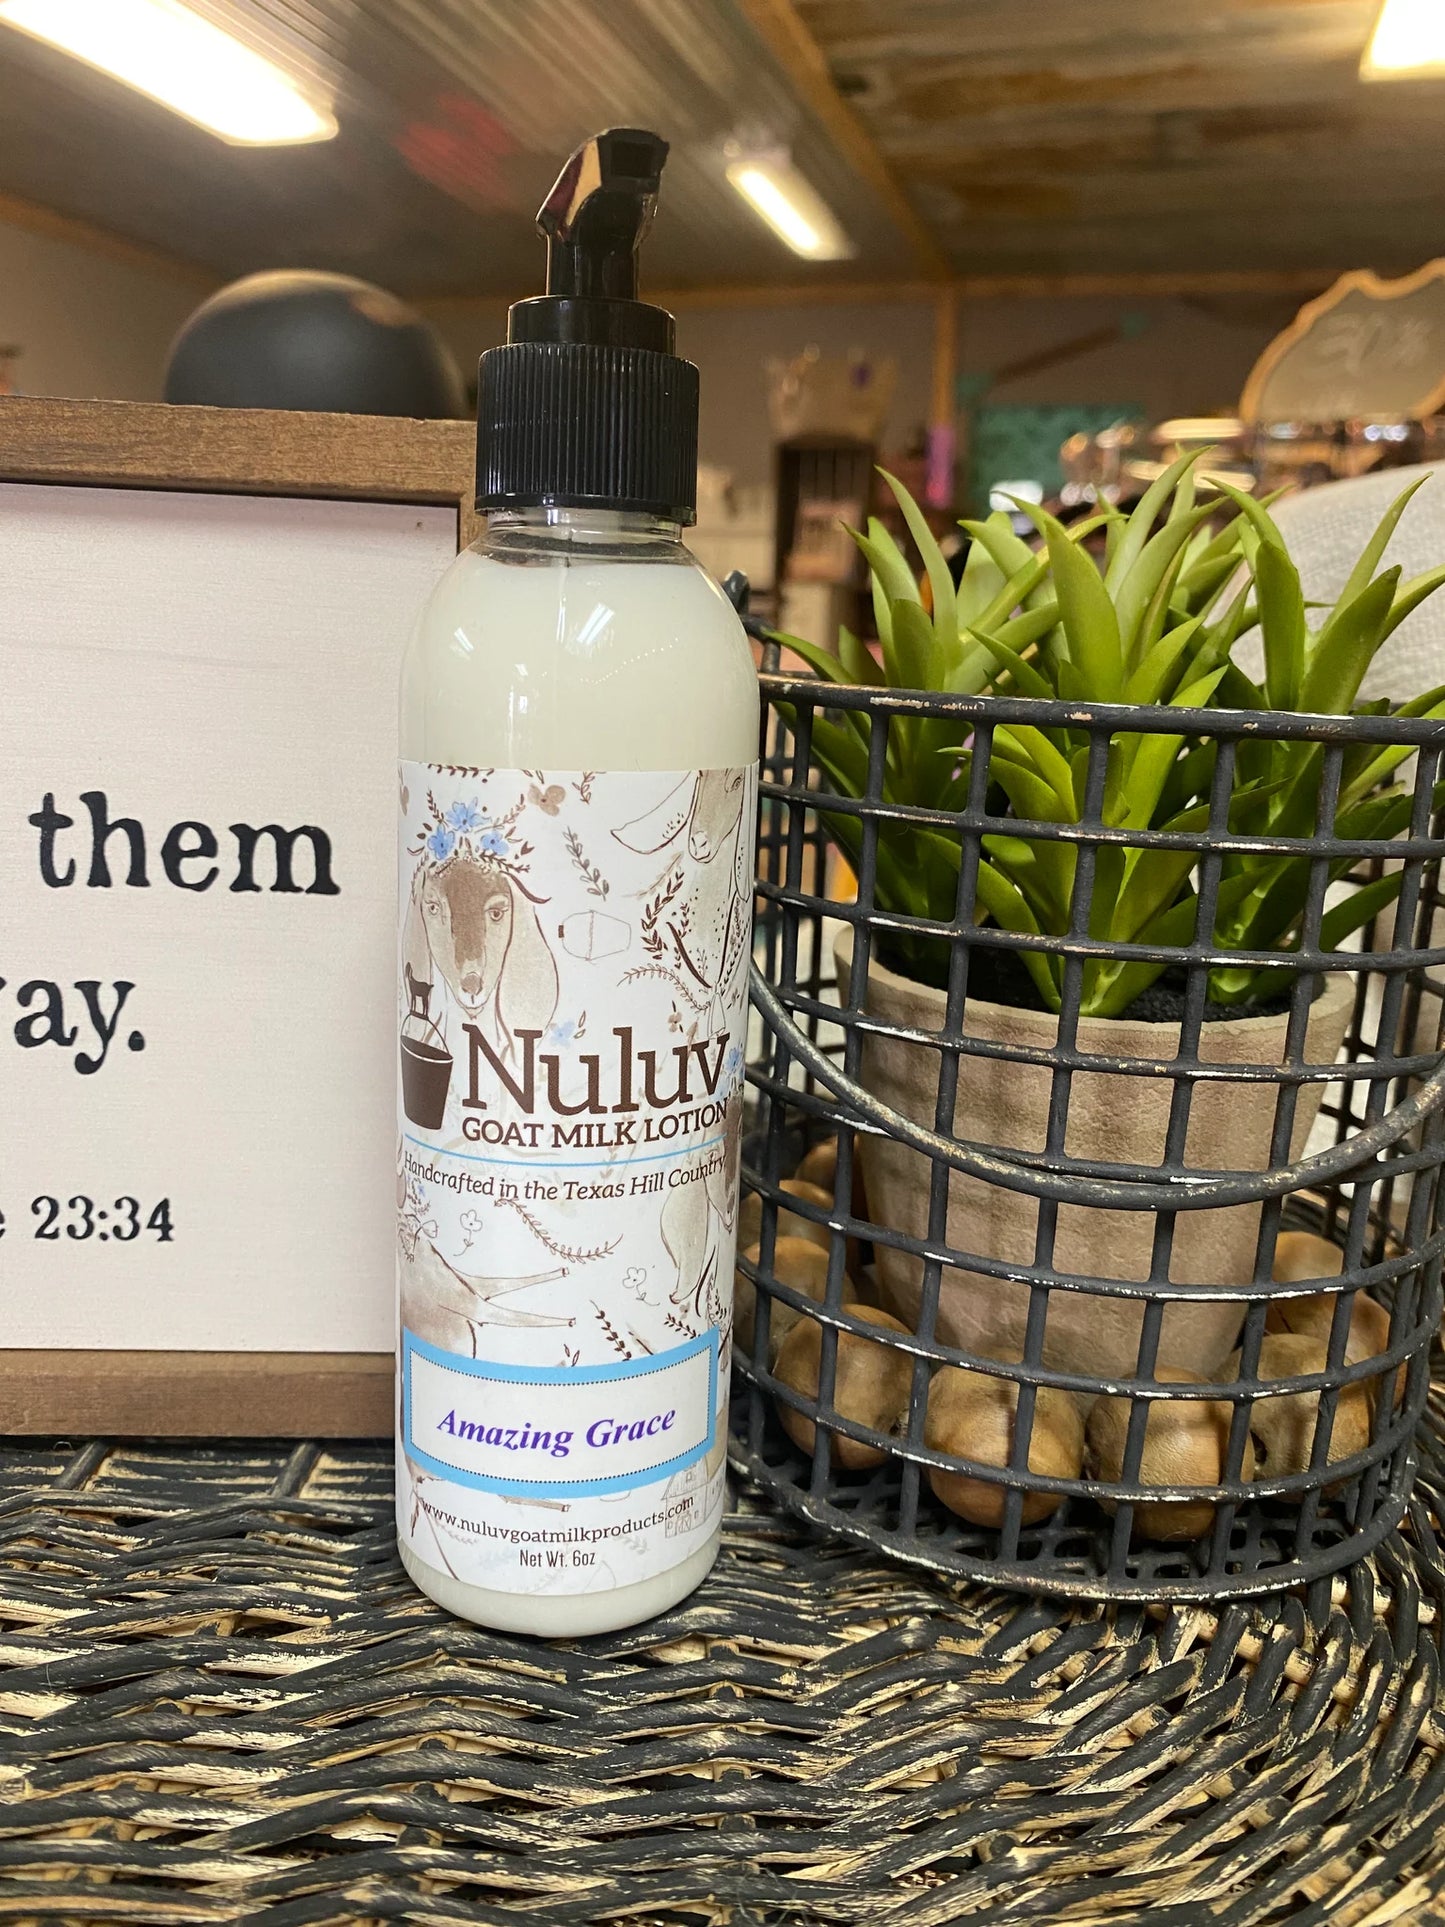 them
ay.
23:34
Nuluv
GOAT MILK LOTION
Handcrafted in the Texas Hill Country
Amazing Grace
www.nuluvgoatmilkproducts.com
Net Wt. 6oz